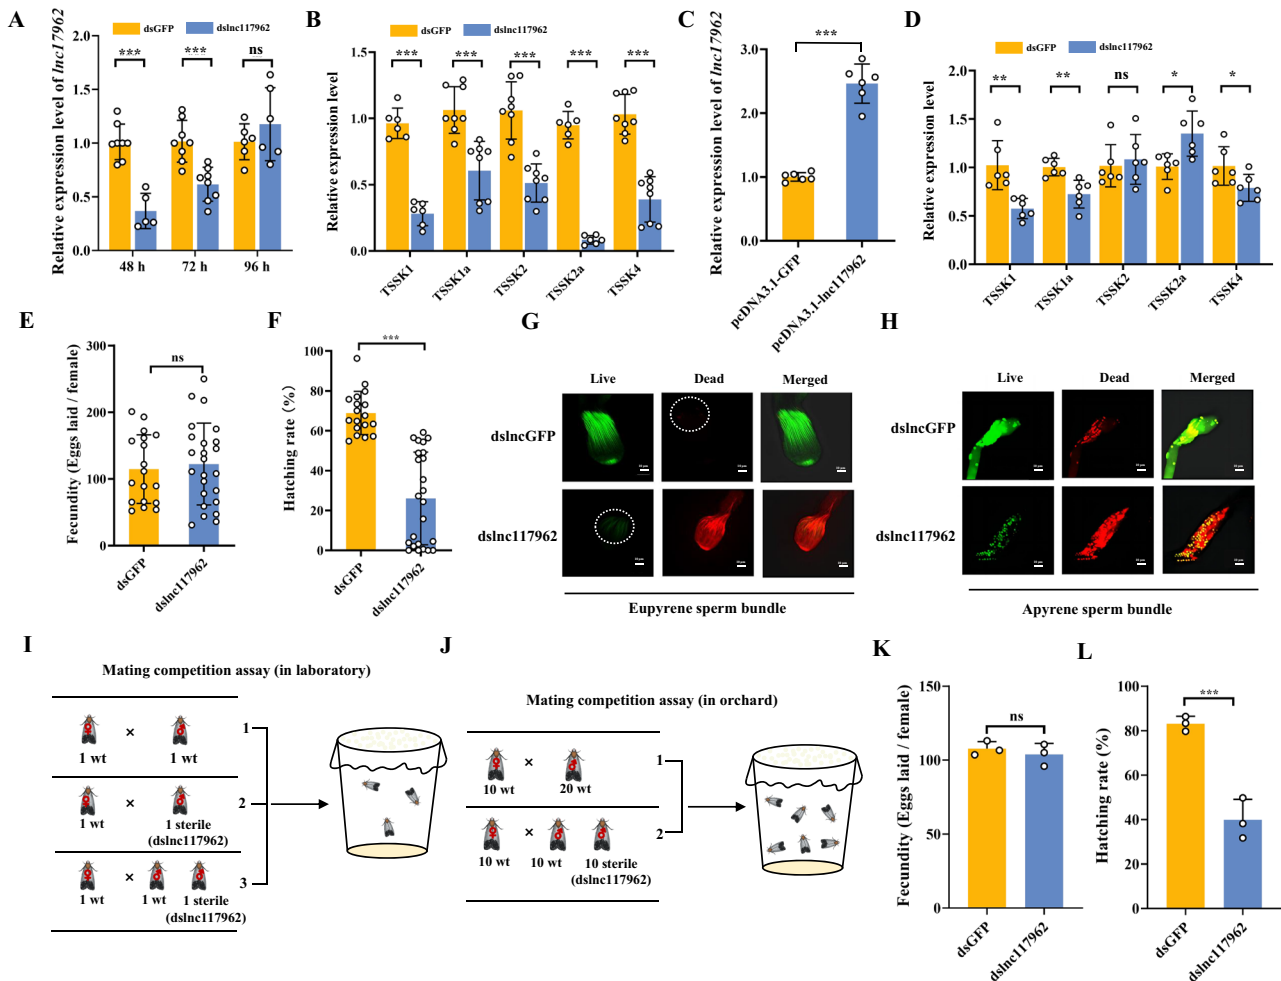 A
dsGFP
dslnc117962
Relative expression level of lnc17962
2.0
1.5
1.0
0.5
0.0
***
***
ns
48 h
72 h
96 h
B
dsGFP
dslnc117962
Relative expression level
2.0
1.5
1.0
0.5
0.0
***
***
***
***
***
TSSK1
TSSK1a
TSSK2
TSSK2a
TSSK4
C
Relative expression level of lnc17962
3.0
2.0
1.0
0.0
***
pcDNA3.1-GFP
pcDNA3.1-lnc117962
D
dsGFP
dslnc117962
Relative expression level
2.0
1.5
1.0
0.5
0.0
**
**
ns
*
*
TSSK1
TSSK1a
TSSK2
TSSK2a
TSSK4
E
Fecundity (Eggs laid / female)
300
200
100
0
ns
dsGFP
dslnc117962
F
Hatching rate (%)
100
80
60
40
20
0
***
dsGFP
dslnc117962
G
Live
Dead
Merged
dslncGFP
dslnc117962
Eupyrene sperm bundle
H
Live
Dead
Merged
dslncGFP
dslnc117962
Apyrene sperm bundle
I
Mating competition assay (in laboratory)
×
1 wt
1 wt
1
×
1 wt
1 sterile
(dslnc117962)
2
×
1 wt
1 wt
1 sterile
(dslnc117962)
3
J
Mating competition assay (in orchard)
×
10 wt
20 wt
1
×
10 wt
10 wt
10 sterile
(dslnc117962)
2
K
Fecundity (Eggs laid / female)
150
100
50
0
ns
dsGFP
dslnc117962
L
Hatching rate (%)
100
80
60
40
20
0
***
dsGFP
dslnc117962